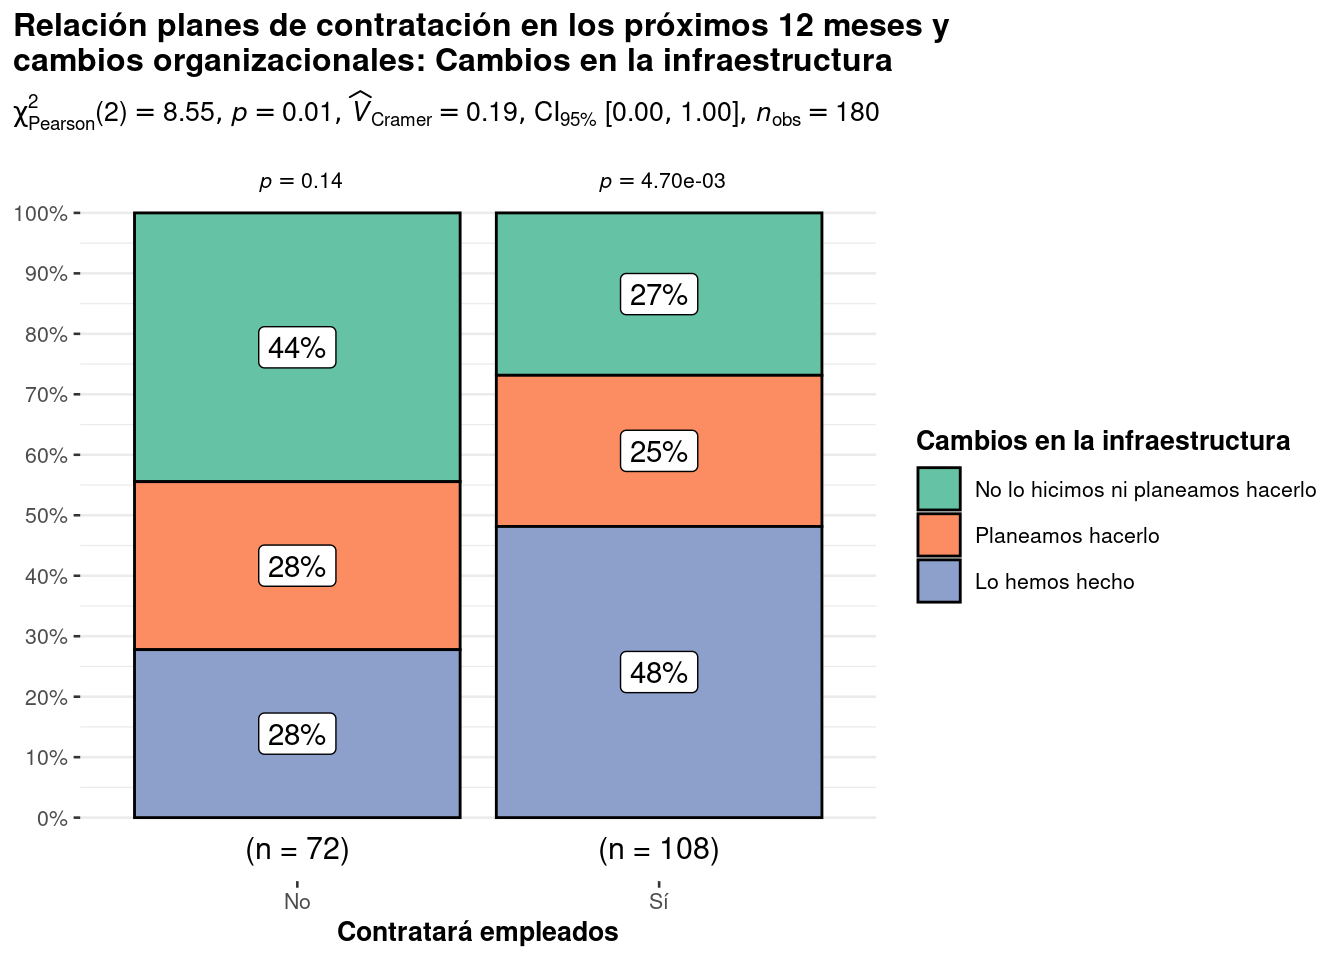 Relación planes de contratación en los próximos 12 meses y
cambios organizacionales: Cambios en la infraestructura
χ²Pearson(2) = 8.55, p = 0.01, V̂Cramer = 0.19, CI95% [0.00, 1.00], nobs = 180
p = 0.14 p = 4.70e-03
100%
90%
80%
70%
60%
50%
40%
30%
20%
10%
0%
44%
28%
28%
27%
25%
48%
(n = 72) (n = 108)
No Sí
Contratará empleados
Cambios en la infraestructura
No lo hicimos ni planeamos hacerlo
Planeamos hacerlo
Lo hemos hecho